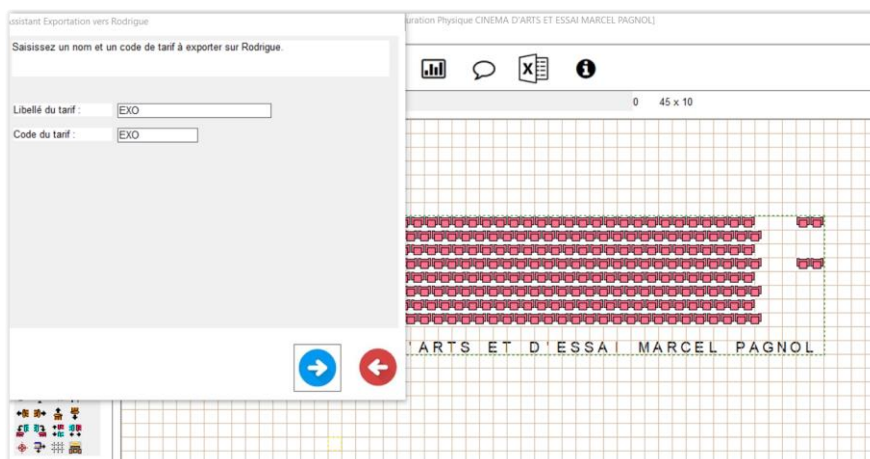 ssistant Exportation vers Rodrigue
uration Physique CINEMA D'ARTS ET ESSAI MARCEL PAGNOL]
Saisissez un nom et un code de tarif à exporter sur Rodrigue.
0 45 x 10
Libellé du tarif : EXO
Code du tarif : EXO
'ARTS ET D'ESSAI MARCEL PAGNOL